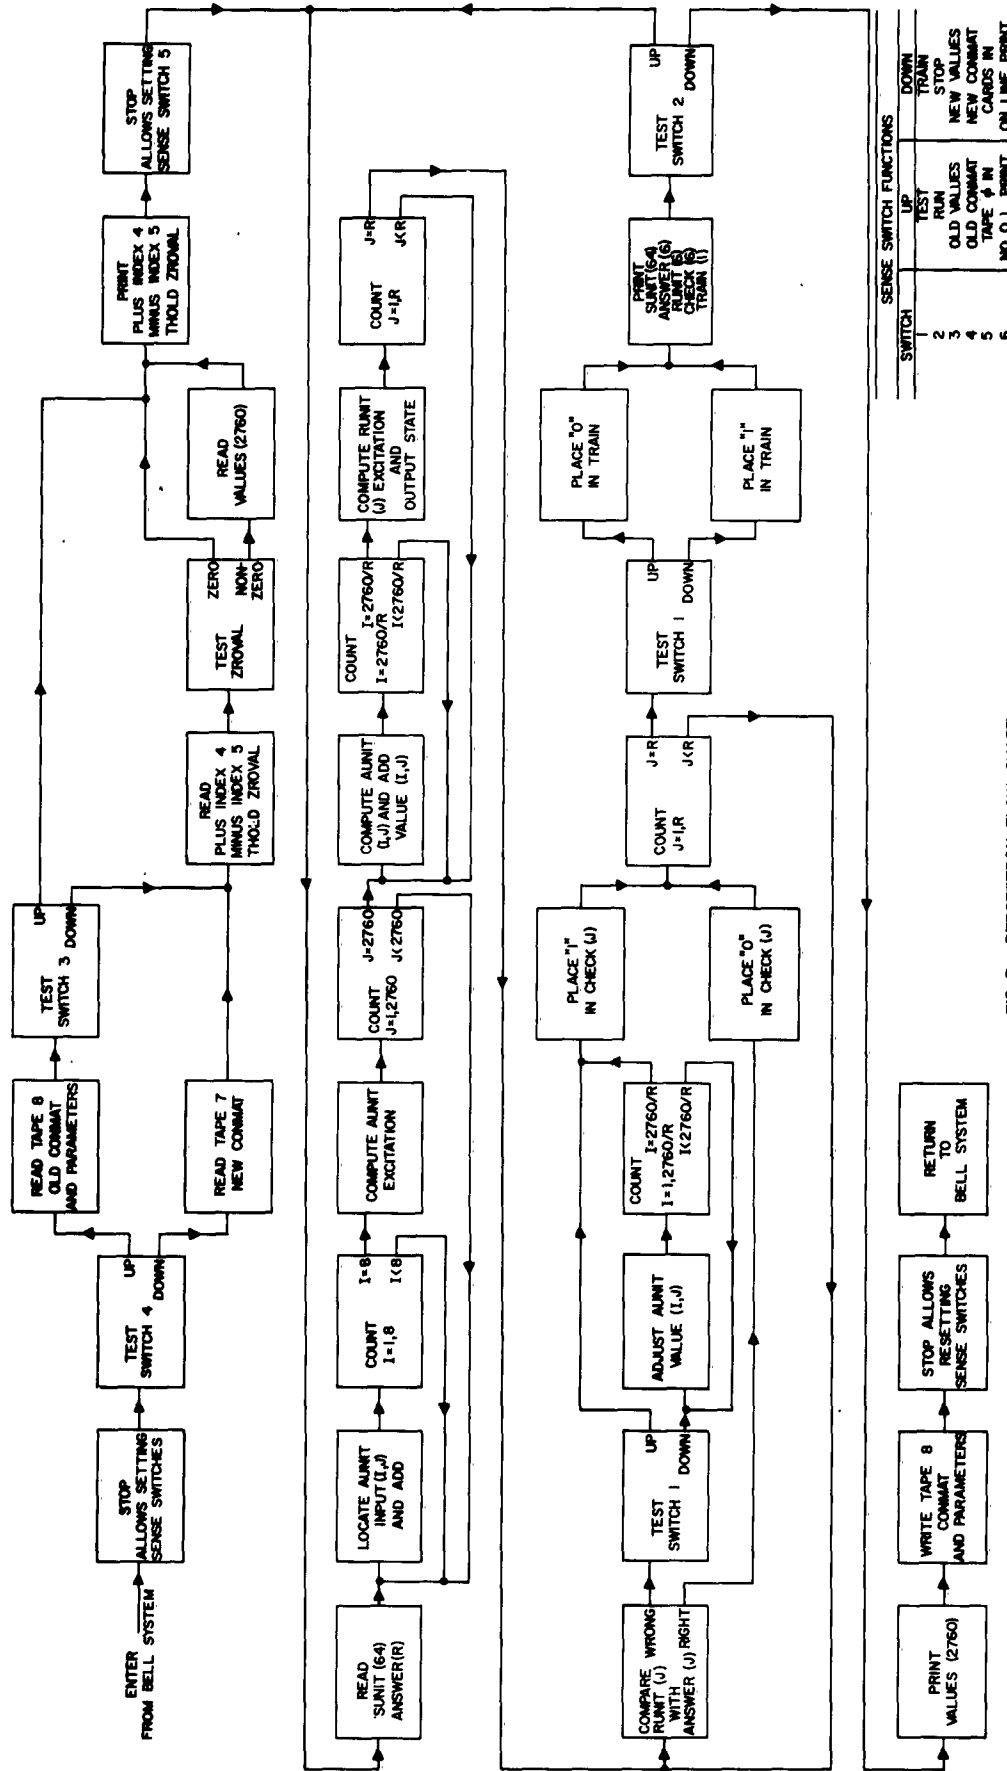 ENTER
FROM BELL SYSTEM
STOP
ALLOWS SETTING
SENSE SWITCHES
TEST
SWITCH 4
UP
DOWN
READ TAPE 8
OLD CONMAT
AND PARAMETERS
READ TAPE 7
NEW CONMAT
TEST
SWITCH 3
UP
DOWN
READ
PLUS INDEX 4
MINUS INDEX 5
THOLD ZROVAL
TEST
ZROVAL
ZERO
NON-
ZERO
READ
VALUES (2760)
PRINT
PLUS INDEX 4
MINUS INDEX 5
THOLD ZROVAL
STOP
ALLOWS SETTING
SENSE SWITCH 5
READ
SUNIT (64)
ANSWER(R)
LOCATE AUNIT
INPUT (I,J)
AND ADD
COUNT
I=1,8
I=8
I<8
COMPUTE AUNIT
EXCITATION
COUNT
J=1,2760
J=2760
J<2760
COMPUTE AUNIT
(I,J) AND ADD
VALUE (I,J)
COUNT
I=2760/R
I=2760/R
I<2760/R
COMPUTE RUNIT
(J) EXCITATION
AND
OUTPUT STATE
COUNT
J=1,R
J=R
J<R
COMPARE WRONG
RUNIT (J)
WITH
ANSWER (J) RIGHT
TEST
SWITCH 1
UP
DOWN
ADJUST AUNIT
VALUE (I,J)
COUNT
I=2760/R
I=1,2760/R
I<2760/R
PLACE "1"
IN CHECK (J)
PLACE "0"
IN CHECK (J)
COUNT
J=1,R
J=R
J<R
TEST
SWITCH 1
UP
DOWN
PLACE "0"
IN TRAIN
PLACE "1"
IN TRAIN
PRINT
SUNIT (64)
ANSWER (6)
RUNIT (6)
CHECK (6)
TRAIN (1)
TEST
SWITCH 2
UP
DOWN
PRINT
VALUES (2760)
WRITE TAPE 8
CONMAT
AND PARAMETERS
STOP ALLOWS
RESETTING
SENSE SWITCHES
RETURN
TO
BELL SYSTEM
SENSE SWITCH FUNCTIONS
SWITCH UP DOWN
1 TEST TRAIN
2 RUN STOP
3 OLD VALUES NEW VALUES
4 OLD CONMAT NEW CONMAT
5 TAPE ϕ IN CARDS IN
6 NO O.L. PRINT ON LINE PRINT